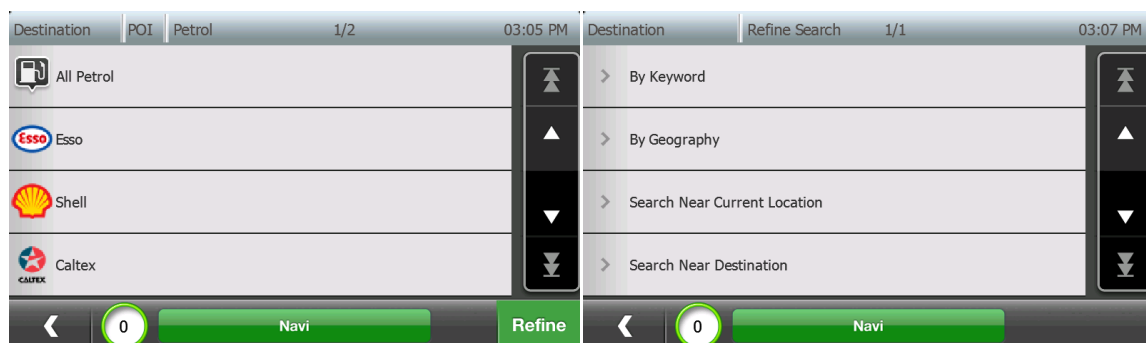 Destination POI Petrol 1/2 03:05 PM
All Petrol
Esso Esso
Shell
CALTEX Caltex
0 Navi Refine
Destination Refine Search 1/1 03:07 PM
By Keyword
By Geography
Search Near Current Location
Search Near Destination
0 Navi